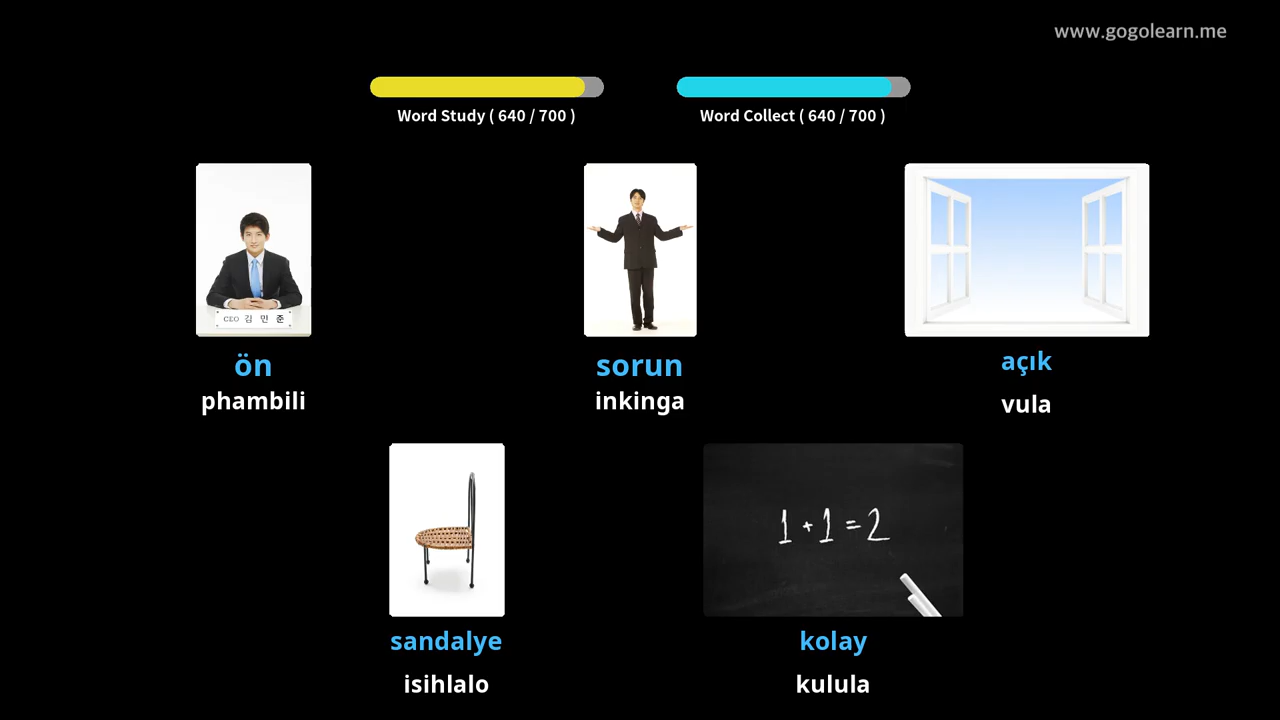 www.gogolearn.me
Word Study ( 640 / 700 )
Word Collect ( 640 / 700 )
CEO 김 민 준
ön
phambili
sorun
inkinga
açık
vula
1 + 1 = 2
sandalye
isihlalo
kolay
kulula